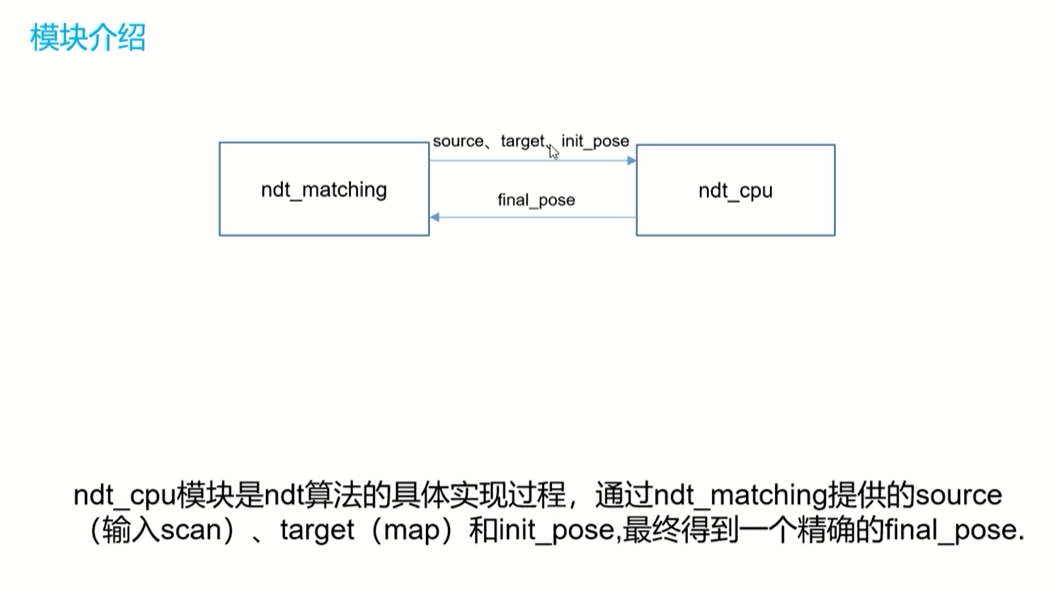 模块介绍
source、target、init_pose
ndt_matching
final_pose
ndt_cpu
ndt_cpu模块是ndt算法的具体实现过程，通过ndt_matching提供的source
（输入scan）、target（map）和init_pose,最终得到一个精确的final_pose.